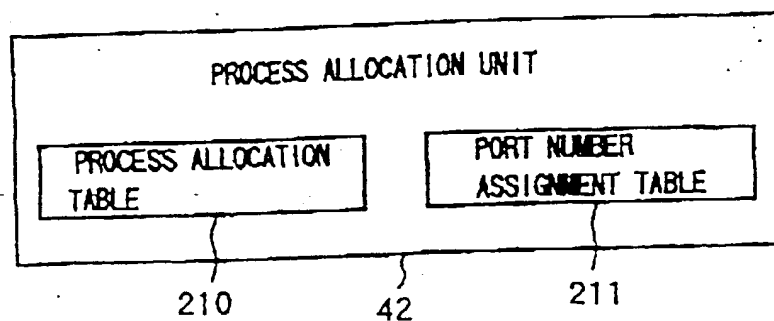 PROCESS ALLOCATION UNIT
PROCESS ALLOCATION
TABLE
PORT NUMBER
ASSIGNMENT TABLE
210
42
211